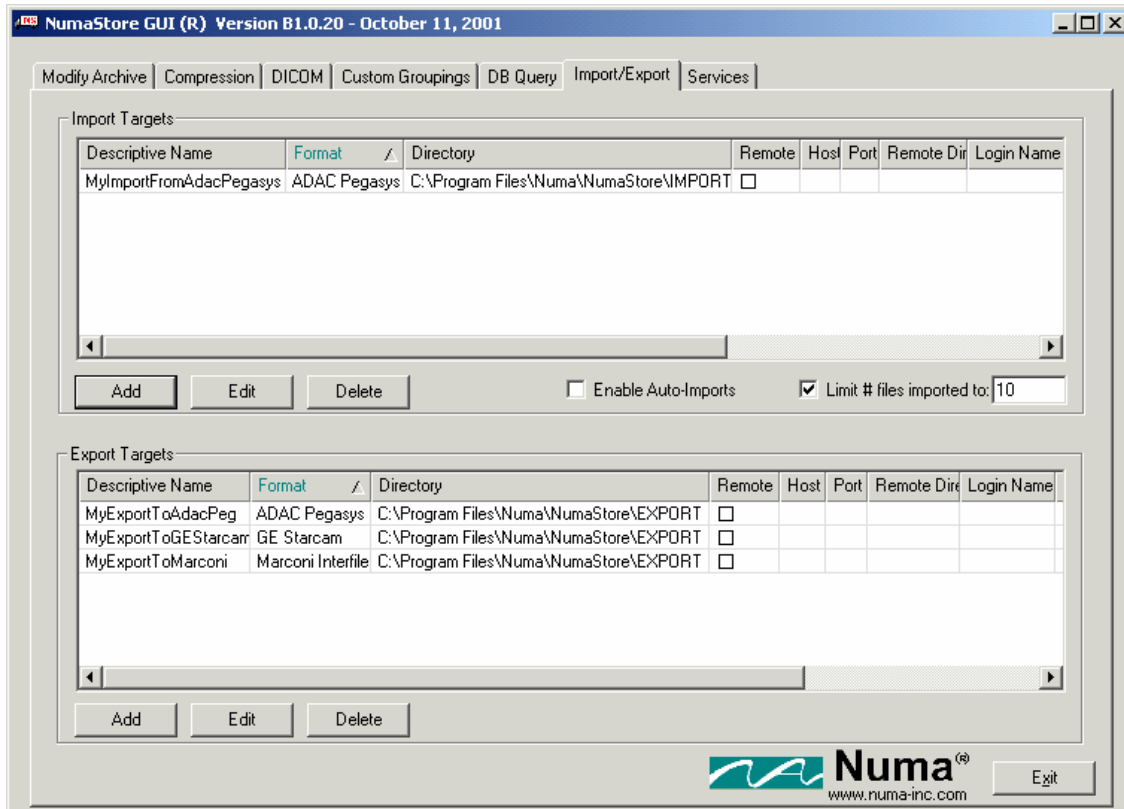 NS NumaStore GUI (R) Version B1.0.20 - October 11, 2001
Modify Archive Compression DICOM Custom Groupings DB Query Import/Export Services
Import Targets
Descriptive Name Format Directory Remote Host Port Remote Dir Login Name
MyImportFromAdacPegasys ADAC Pegasys C:\Program Files\Numa\NumaStore\IMPORT
Add Edit Delete Enable Auto-Imports Limit # files imported to: 10
Export Targets
Descriptive Name Format Directory Remote Host Port Remote Dire Login Name
MyExportToAdacPeg ADAC Pegasys C:\Program Files\Numa\NumaStore\EXPORT
MyExportToGEStarcam GE Starcam C:\Program Files\Numa\NumaStore\EXPORT
MyExportToMarconi Marconi Interfile C:\Program Files\Numa\NumaStore\EXPORT
Add Edit Delete
Numa®
www.numa-inc.com
Exit